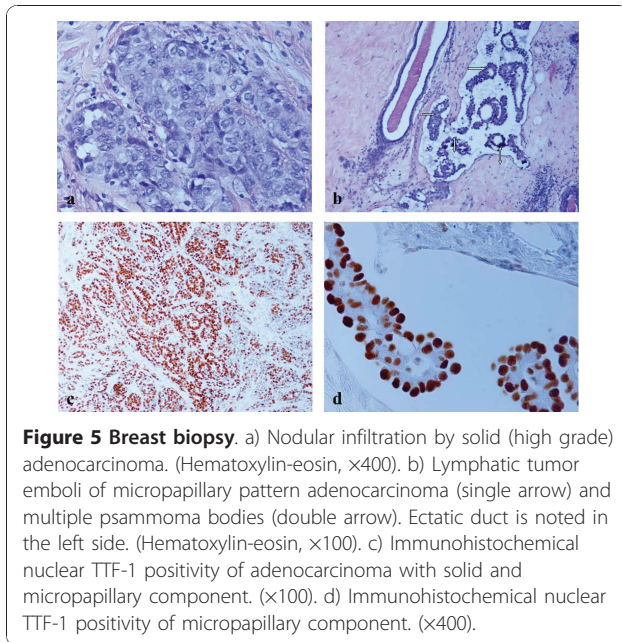 a
b
c
d
Figure 5 Breast biopsy. a) Nodular infiltration by solid (high grade)
adenocarcinoma. (Hematoxylin-eosin, ×400). b) Lymphatic tumor
emboli of micropapillary pattern adenocarcinoma (single arrow) and
multiple psammoma bodies (double arrow). Ectatic duct is noted in
the left side. (Hematoxylin-eosin, ×100). c) Immunohistochemical
nuclear TTF-1 positivity of adenocarcinoma with solid and
micropapillary component. (×100). d) Immunohistochemical nuclear
TTF-1 positivity of micropapillary component. (×400).